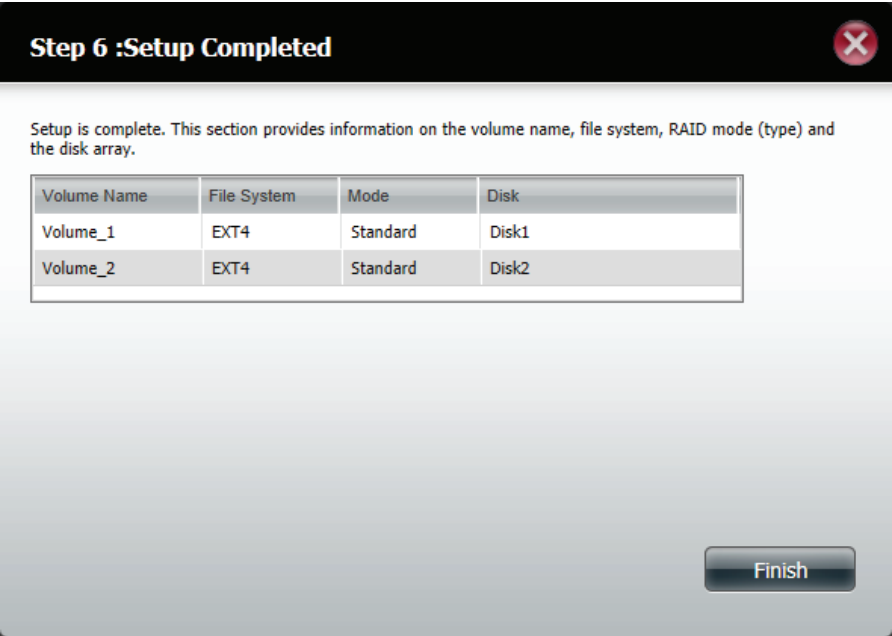 Step 6 :Setup Completed
Setup is complete. This section provides information on the volume name, file system, RAID mode (type) and
the disk array.
Volume Name File System Mode Disk
Volume_1 EXT4 Standard Disk1
Volume_2 EXT4 Standard Disk2
Finish